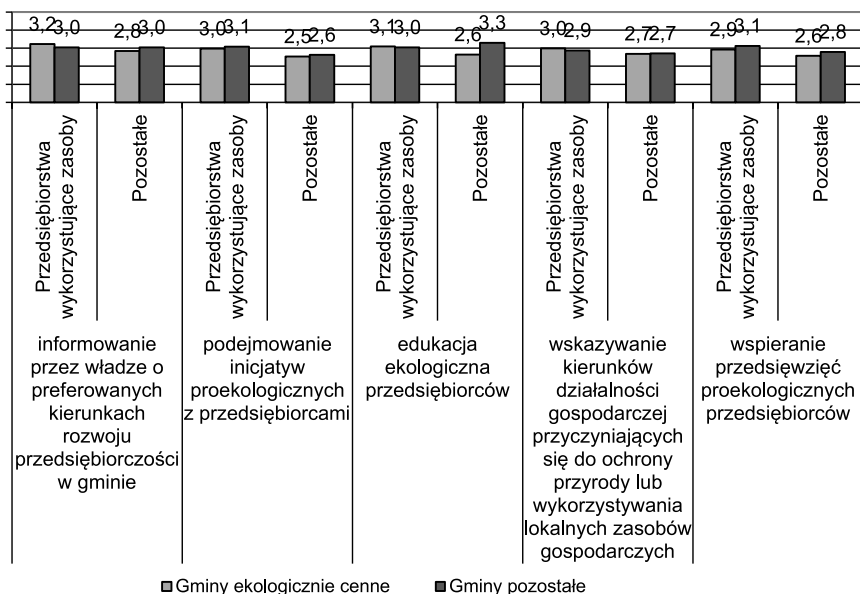 3,2 3,0 2,8 3,0 3,0 3,1 2,5 2,6 3,1 3,0 2,6 3,3 3,0 2,9 2,7 2,7 2,9 3,1 2,6 2,8
Przedsiębiorstwa
wykorzystujące zasoby
Pozostałe
Przedsiębiorstwa
wykorzystujące zasoby
Pozostałe
Przedsiębiorstwa
wykorzystujące zasoby
Pozostałe
Przedsiębiorstwa
wykorzystujące zasoby
Pozostałe
Przedsiębiorstwa
wykorzystujące zasoby
Pozostałe
informowanie
przez władze o
preferowanych
kierunkach
rozwoju
przedsiębiorczości
w gminie
podejmowanie
inicjatyw
proekologicznych
z przedsiębiorcami
edukacja
ekologiczna
przedsiębiorców
wskazywanie
kierunków
działalności
gospodarczej
przyczyniających
się do ochrony
przyrody lub
wykorzystywania
lokalnych zasobów
gospodarczych
wspieranie
przedsięwzięć
proekologicznych
przedsiębiorców
Gminy ekologicznie cenne Gminy pozostałe